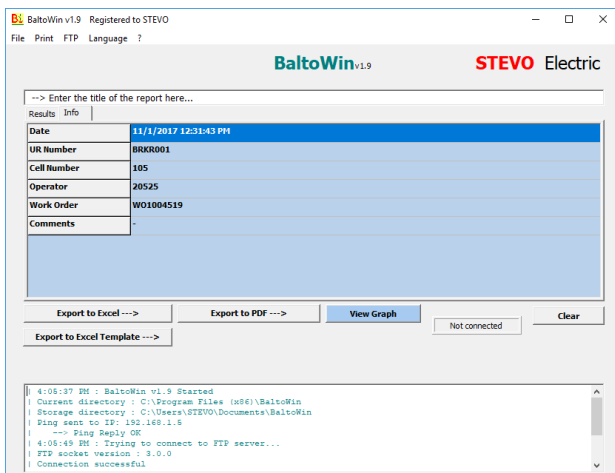 BaltoWin v1.9   Registered to STEVO
File  Print  FTP  Language  ?
BaltoWin v1.9
STEVO Electric
--> Enter the title of the report here...
Results  Info
Date  11/1/2017 12:31:43 PM
UR Number  BRKR001
Cell Number  105
Operator  20525
Work Order  WO1004519
Comments  -
Export to Excel --->  Export to PDF --->  View Graph  Not connected  Clear
Export to Excel Template --->
| 4:05:37 PM : BaltoWin v1.9 Started
| Current directory : C:\Program Files (x86)\BaltoWin
| Storage directory : C:\Users\STEVO\Documents\BaltoWin
| Ping sent to IP: 192.168.1.5
|    --> Ping Reply OK
| 4:05:49 PM : Trying to connect to FTP server...
| FTP socket version : 3.0.0
| Connection successful